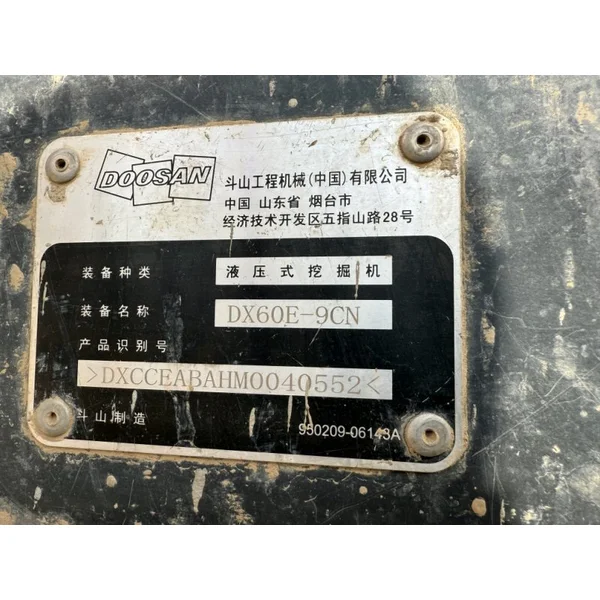 DOOSAN
斗山工程机械(中国)有限公司
中国 山东省 烟台市
经济技术开发区五指山路28号
装备种类 液压式挖掘机
装备名称 DX60E-9CN
产品识别号
>DXCCEABAHM0040552<
斗山制造 950209-06143A